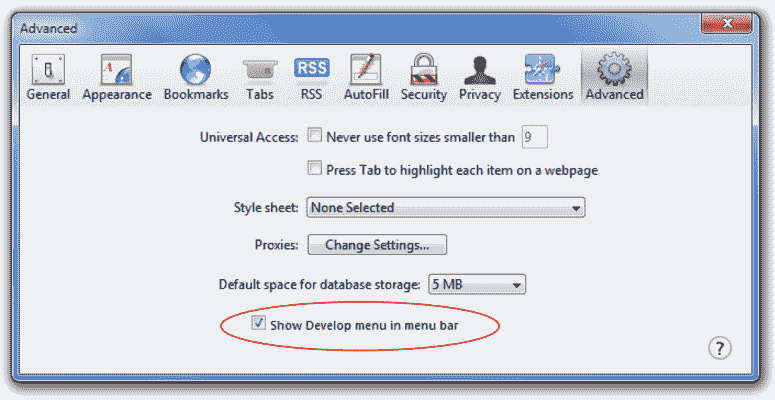 Advanced
RSS
General Appearance Bookmarks Tabs RSS AutoFill Security Privacy Extensions Advanced
Universal Access: Never use font sizes smaller than 9
Press Tab to highlight each item on a webpage
Style sheet: None Selected
Proxies: Change Settings...
Default space for database storage: 5 MB
Show Develop menu in menu bar
?